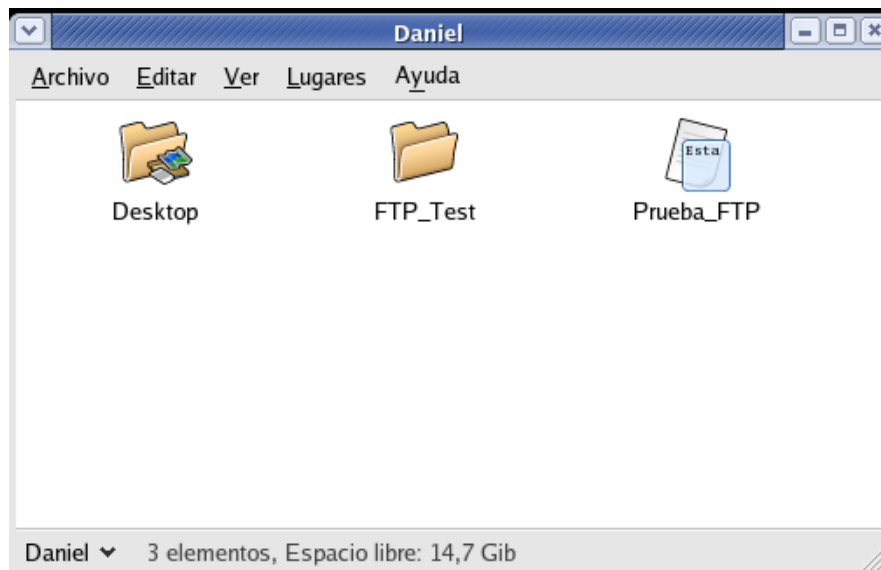 Daniel
Archivo Editar Ver Lugares Ayuda
Esta
Desktop FTP_Test Prueba_FTP
Daniel 3 elementos, Espacio libre: 14,7 Gib